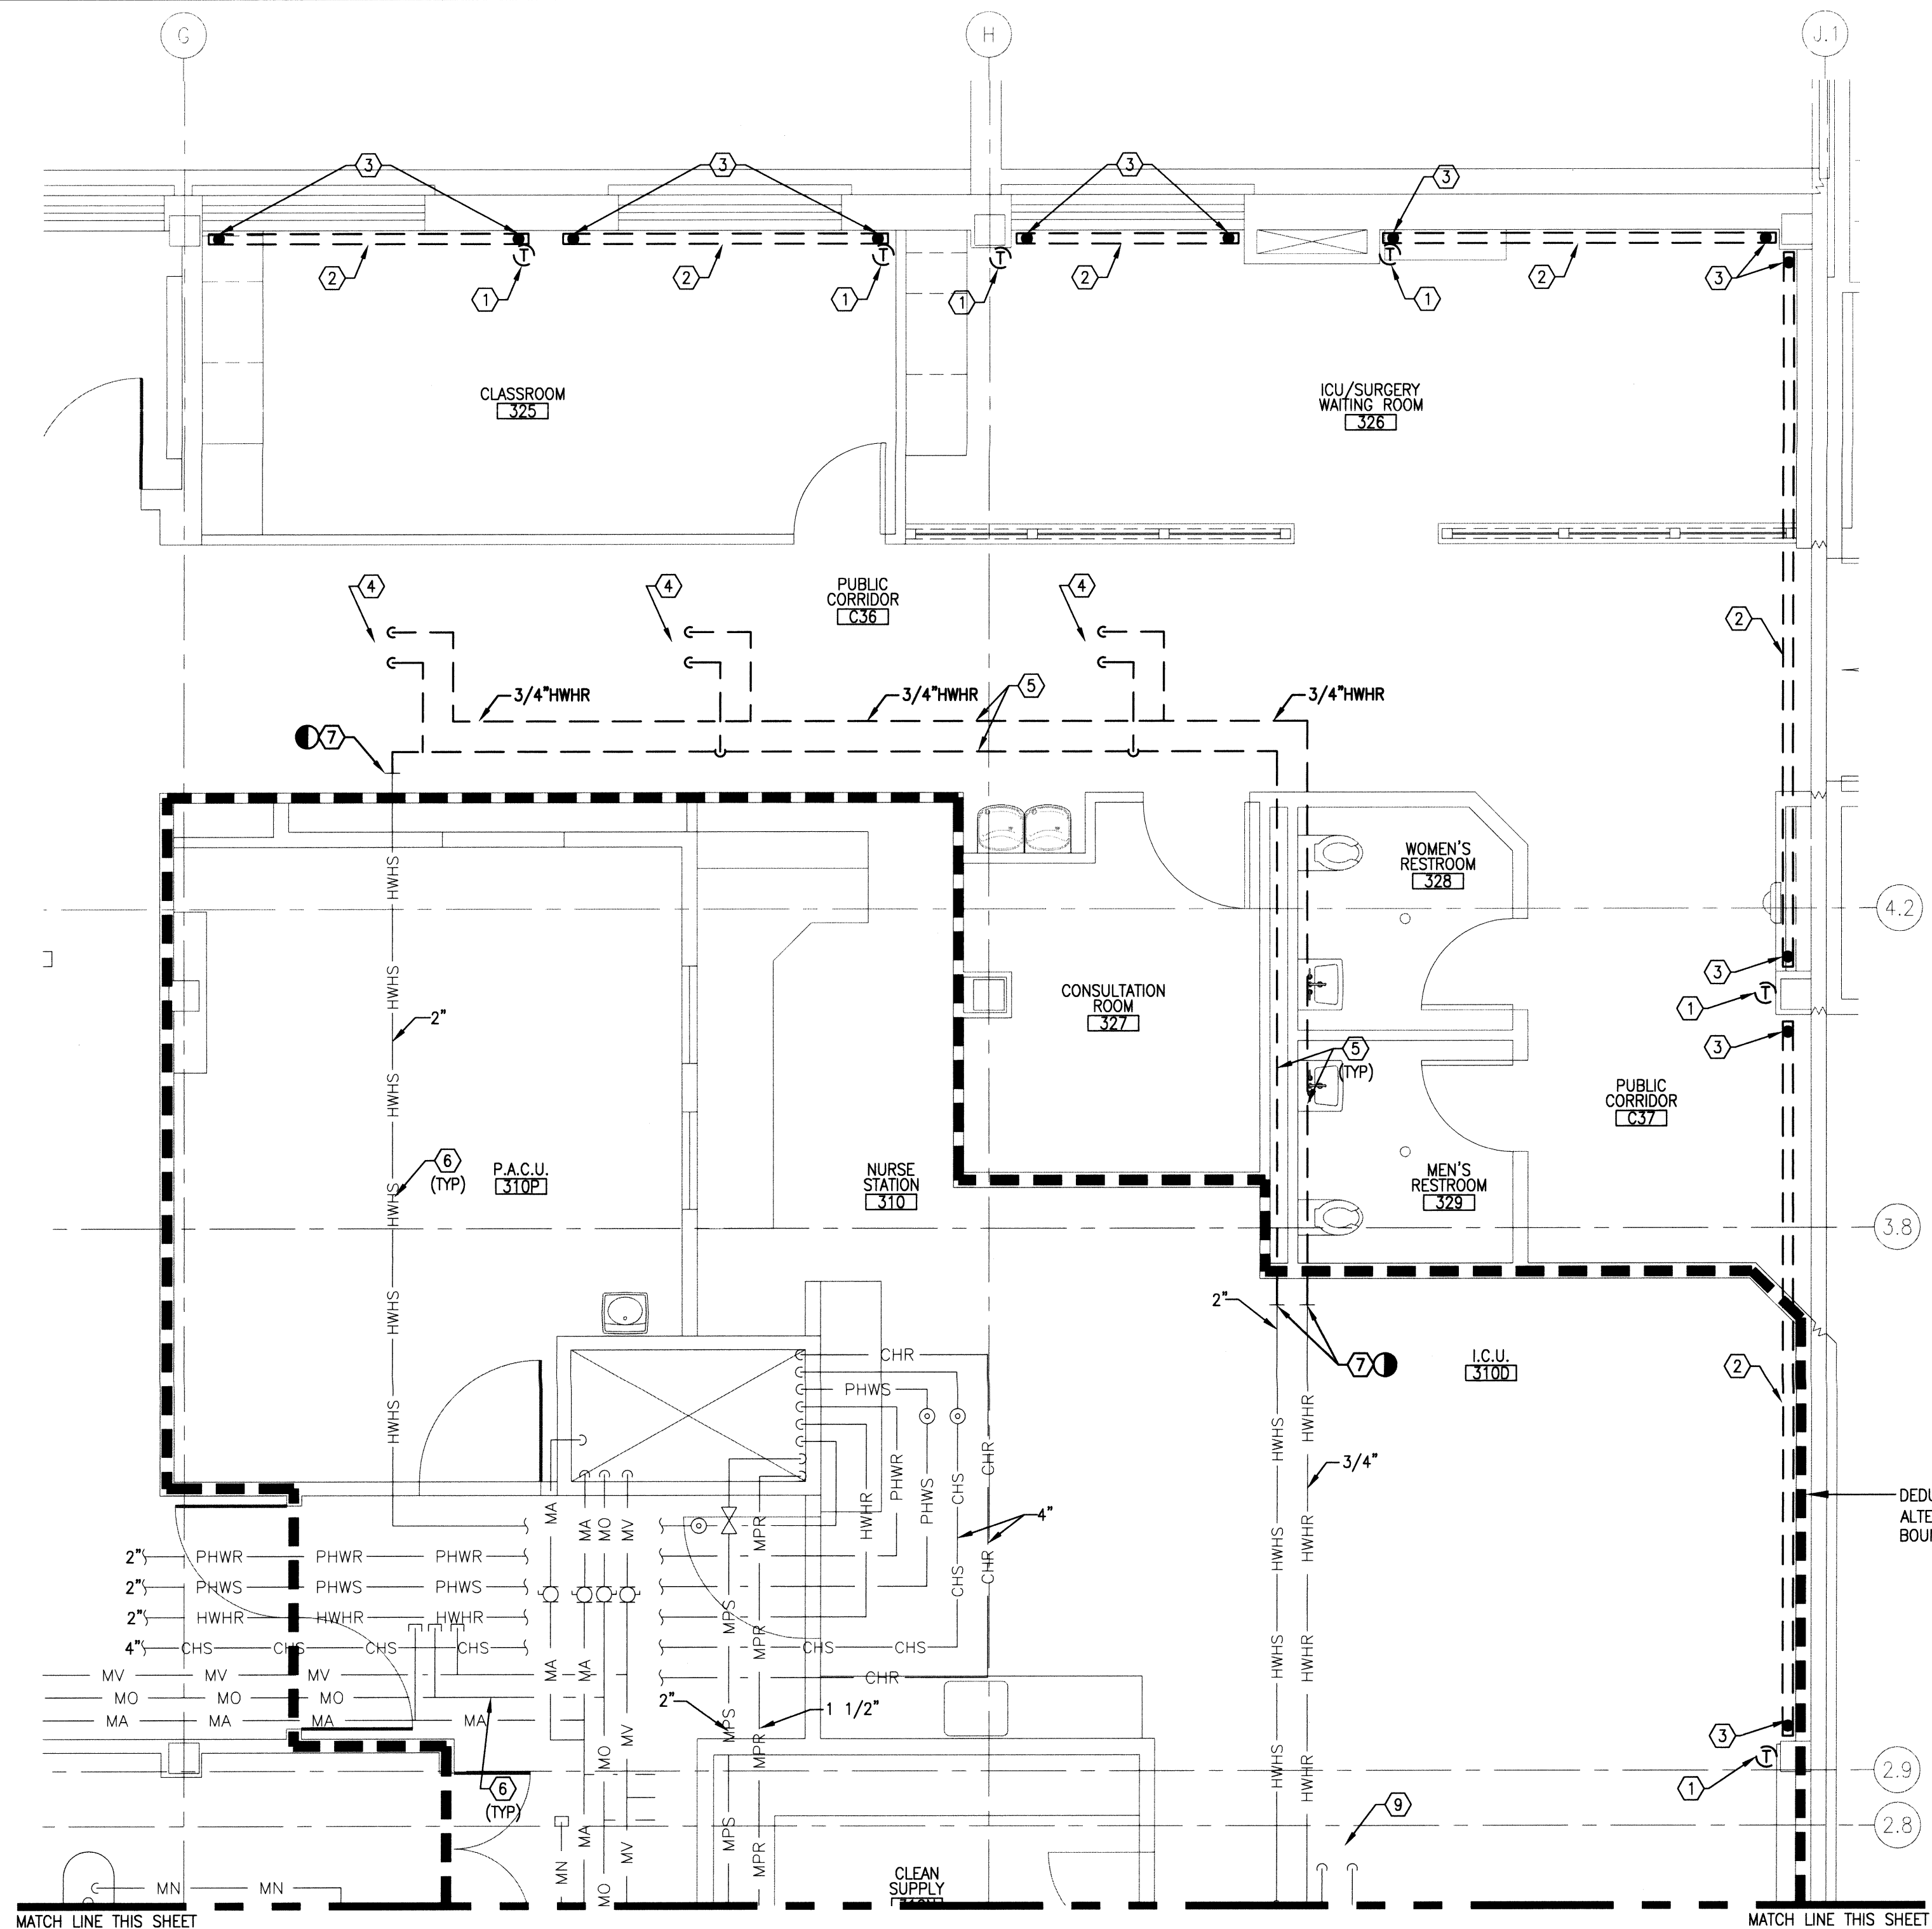 G
H
J.1
3
3
3
3
2
2
2
2
3
1
1
1
1
CLASSROOM
325
ICU/SURGERY
WAITING ROOM
326
4
4
4
PUBLIC
CORRIDOR
C36
2
3/4"HWHR
3/4"HWHR
5
3/4"HWHR
7
HWHS
WOMEN'S
RESTROOM
328
4.2
HWHS
CONSULTATION
ROOM
327
3
1
2"
3
5
(TYP)
HWHS
PUBLIC
CORRIDOR
C37
6
(TYP)
P.A.C.U.
310P
NURSE
STATION
310
MEN'S
RESTROOM
329
HWHS
3.8
HWHS
2"
CHR
7
I.C.U.
310D
2
PHWS
HWHS
HWHS
HWHR
CHR
3/4"
PHWR
PHWS
CHS
MA
MA
MO
MV
MPR
HWHR
4"
CHS
CHR
HWHS
HWHR
2"
PHWR
PHWR
PHWR
2"
PHWS
PHWS
PHWS
2"
HWHR
HWHR
HWHR
4"
CHS
CHS
CHS
CHS
CHS
CHS
MPS
MPR
HWHS
HWHR
MV
MV
MV
MA
MA
CHR
MO
MO
MO
2"
1 1/2"
MA
MA
MA
MA
MO
MV
MPS
MPR
3
1
HWHS
HWHR
2.9
6
(TYP)
9
2.8
MA
MV
MPS
MPR
MN
MN
MN
MO
CLEAN
SUPPLY
MATCH LINE THIS SHEET
MATCH LINE THIS SHEET